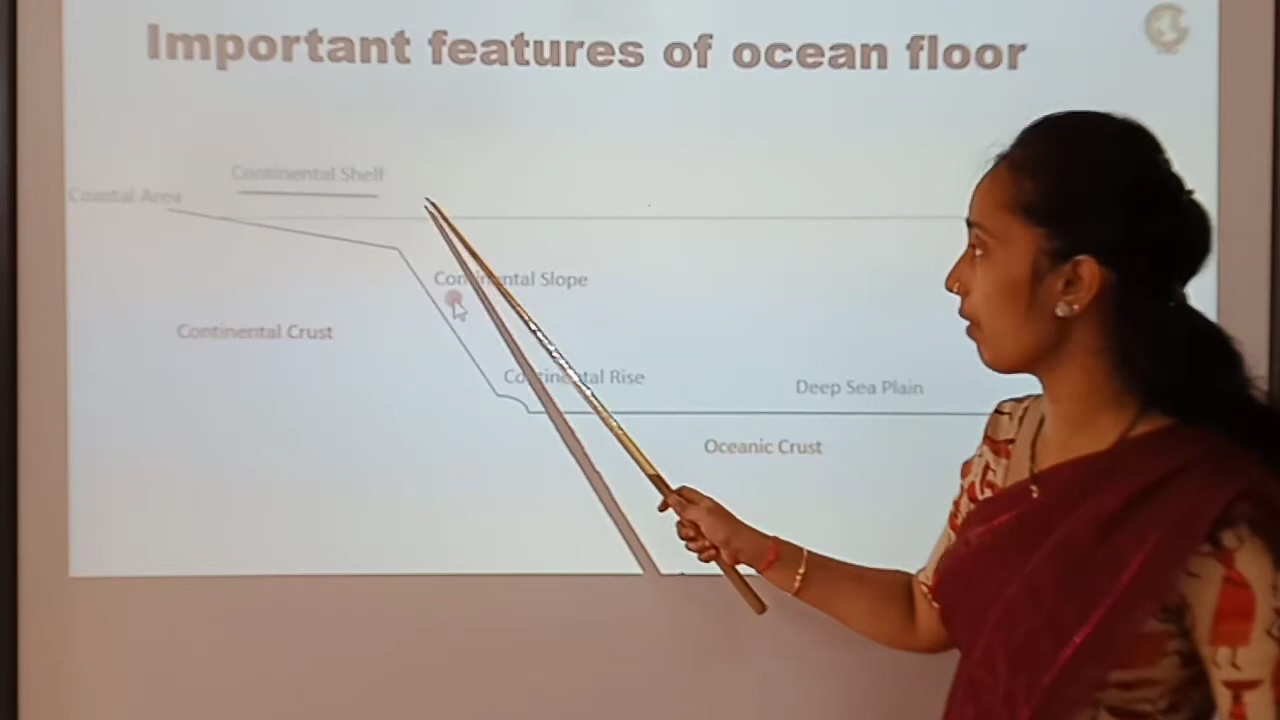 Important features of ocean floor
Continental Shelf
Coastal Area
Continental Slope
Continental Crust
Continental Rise
Deep Sea Plain
Oceanic Crust